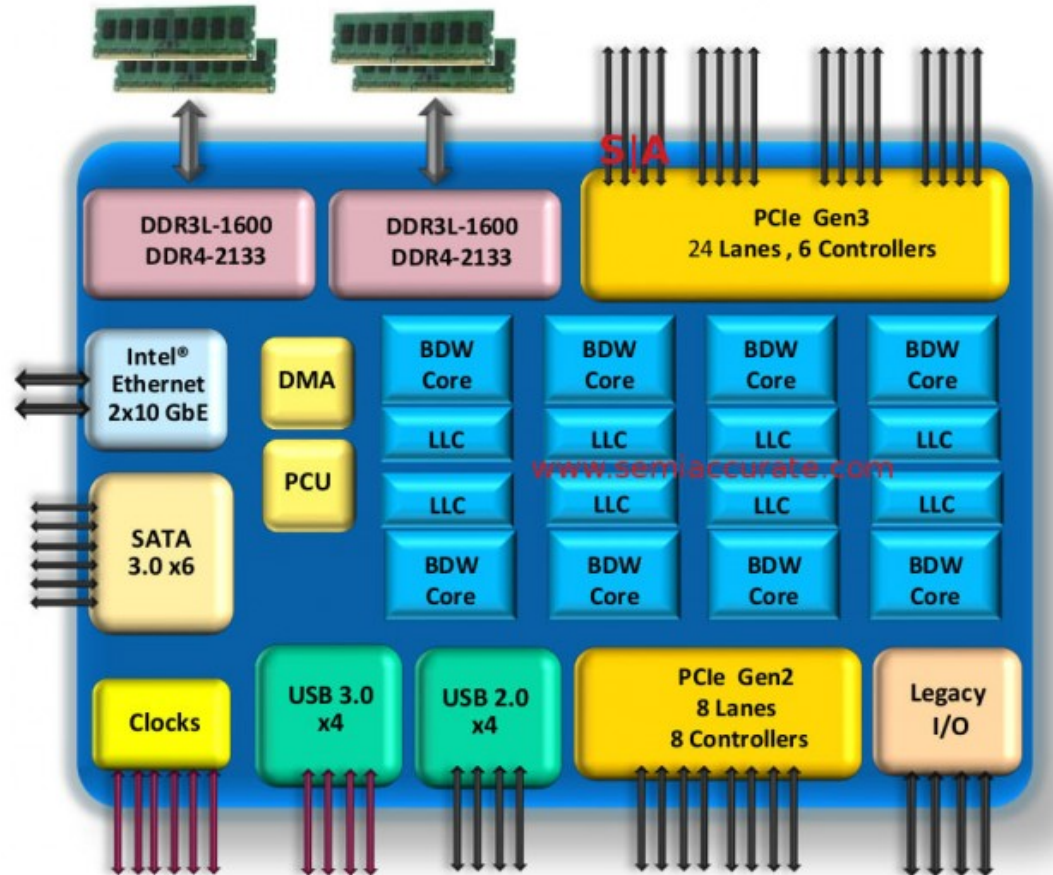 S|A
DDR3L-1600
DDR4-2133
DDR3L-1600
DDR4-2133
PCIe Gen3
24 Lanes , 6 Controllers
Intel®
Ethernet
2x10 GbE
DMA
PCU
BDW
Core
BDW
Core
BDW
Core
BDW
Core
LLC
LLC
LLC
LLC
www.semiaccurate.com
LLC
LLC
LLC
LLC
BDW
Core
BDW
Core
BDW
Core
BDW
Core
SATA
3.0 x6
Clocks
USB 3.0
x4
USB 2.0
x4
PCIe Gen2
8 Lanes
8 Controllers
Legacy
I/O